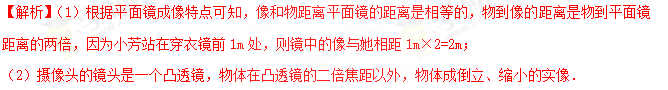 【解析】（1）根据平面镜成像特点可知，像和物距离平面镜的距离是相等的，物到像的距离是物到平面镜
距离的两倍，因为小芳站在穿衣镜前1m处，则镜中的像与她相距1m×2=2m；
（2）摄像头的镜头是一个凸透镜，物体在凸透镜的二倍焦距以外，物体成倒立、缩小的实像．